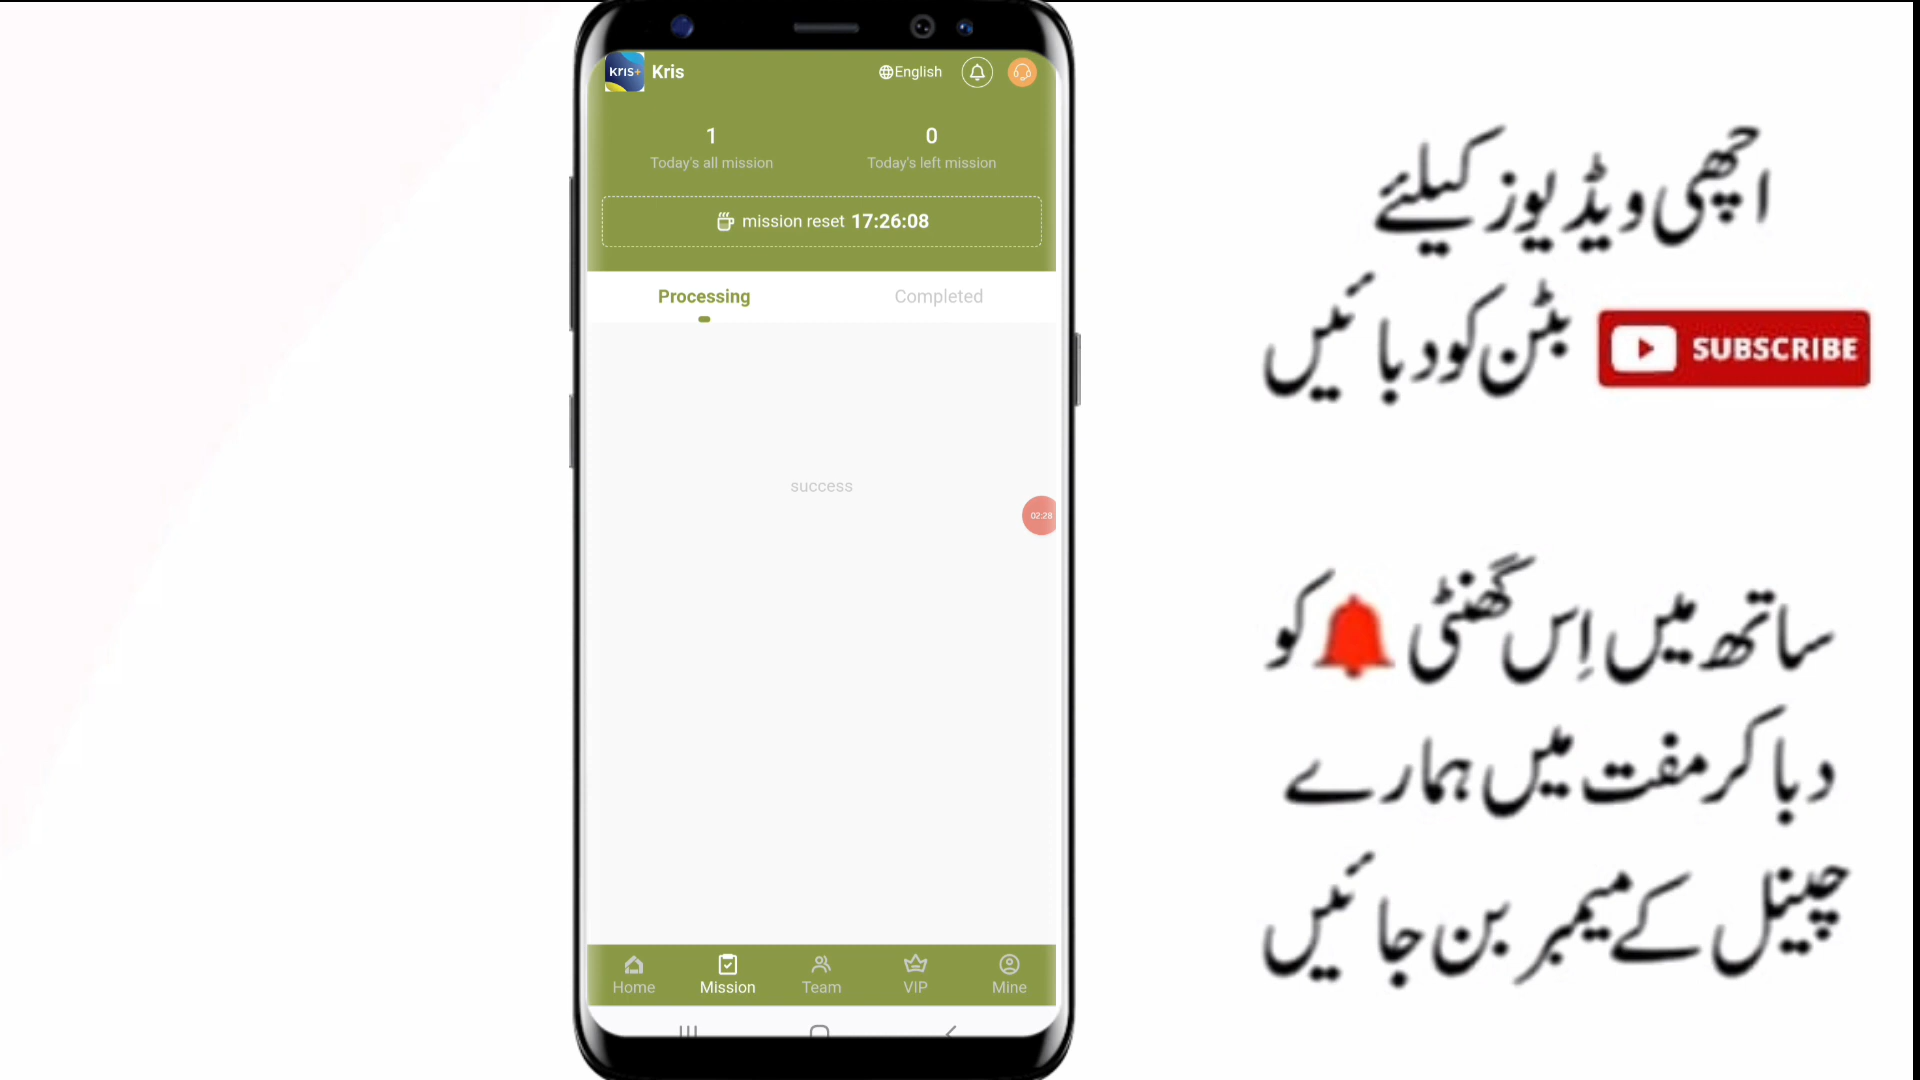 Kris+ Kris English
1 0
Today's all mission Today's left mission
mission reset 17:26:08
Processing Completed
success
02:28
Home Mission Team VIP Mine
اچھی ویڈیوز کیلئے
بٹن کو دبائیں SUBSCRIBE
ساتھ میں اِس گھنٹی کو
دبا کر مفت میں ہمارے
چینل کے میمبر بن جائیں